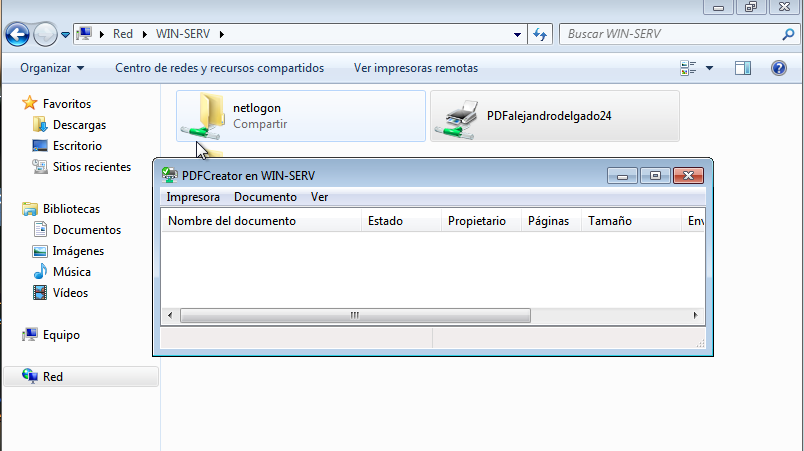 Red WIN-SERV
Buscar WIN-SERV
Organizar Centro de redes y recursos compartidos Ver impresoras remotas
Favoritos
Descargas
Escritorio
Sitios recientes
Bibliotecas
Documentos
Imágenes
Música
Vídeos
Equipo
Red
netlogon
Compartir
PDFalejandrodelgado24
PDFCreator en WIN-SERV
Impresora Documento Ver
Nombre del documento Estado Propietario Páginas Tamaño Env